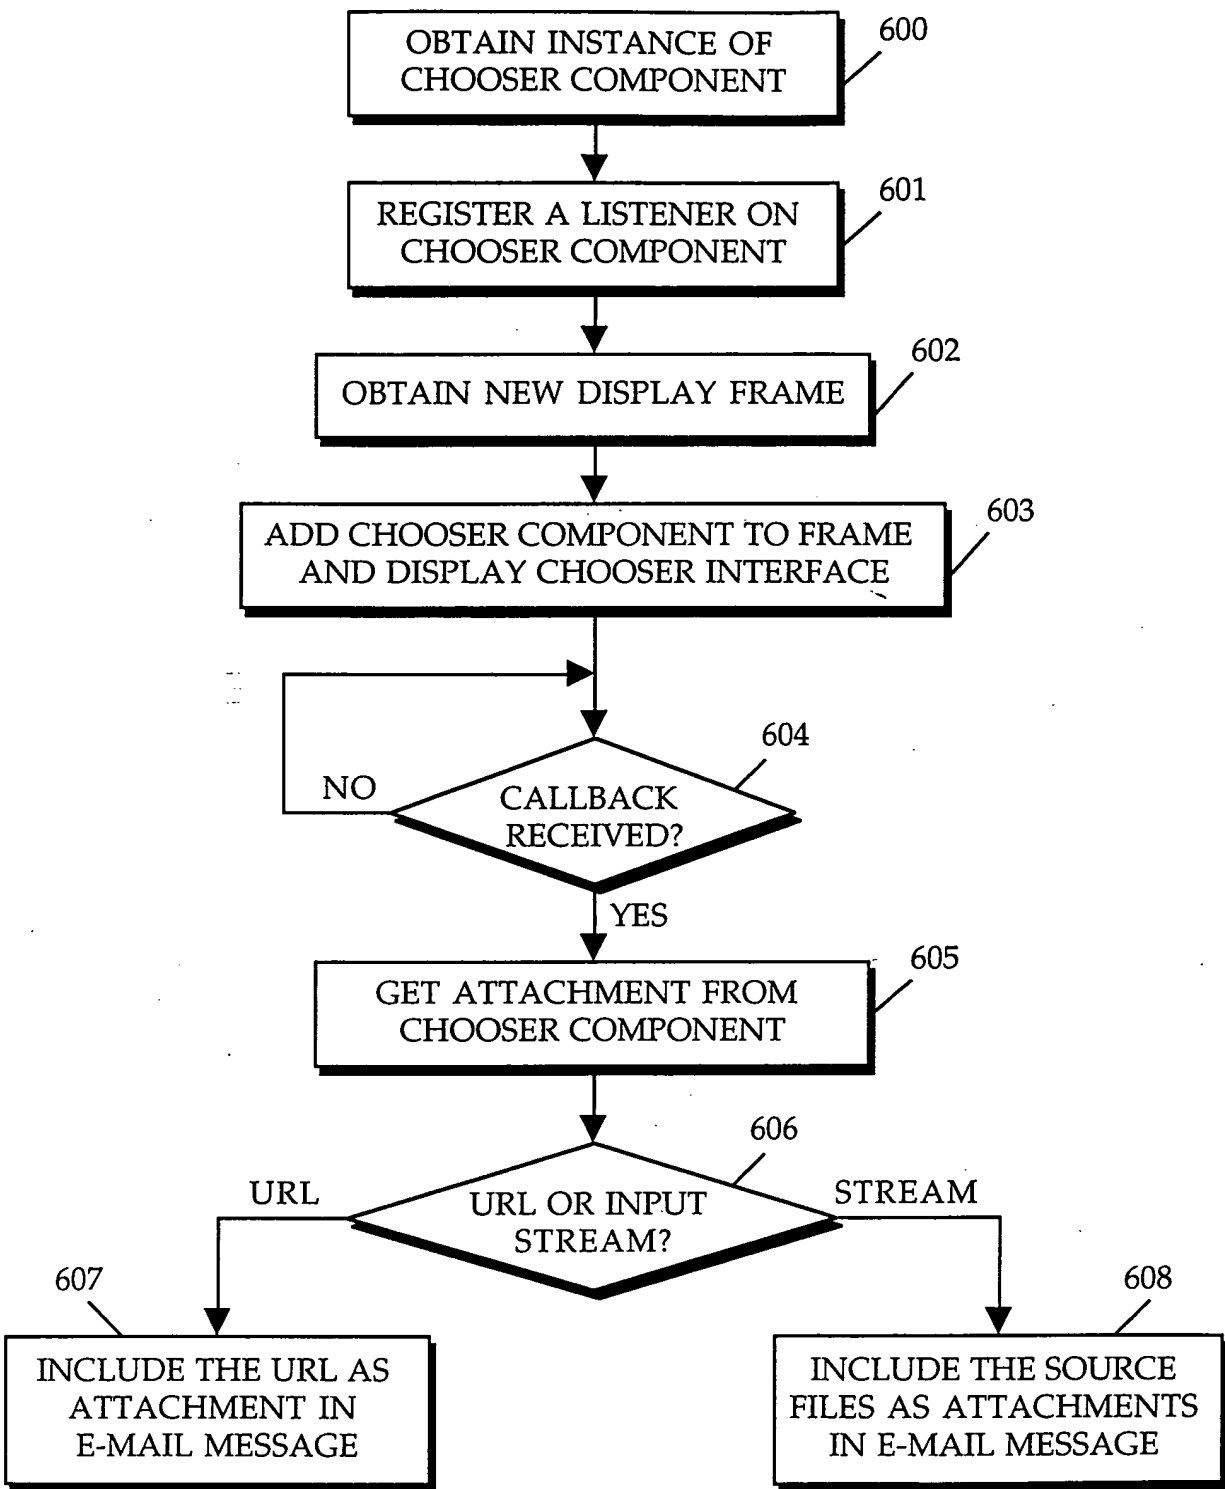 OBTAIN INSTANCE OF
CHOOSER COMPONENT
600
REGISTER A LISTENER ON
CHOOSER COMPONENT
601
OBTAIN NEW DISPLAY FRAME
602
ADD CHOOSER COMPONENT TO FRAME
AND DISPLAY CHOOSER INTERFACE
603
604
NO
CALLBACK
RECEIVED?
YES
605
GET ATTACHMENT FROM
CHOOSER COMPONENT
606
URL
URL OR INPUT
STREAM?
STREAM
607
INCLUDE THE URL AS
ATTACHMENT IN
E-MAIL MESSAGE
608
INCLUDE THE SOURCE
FILES AS ATTACHMENTS
IN E-MAIL MESSAGE